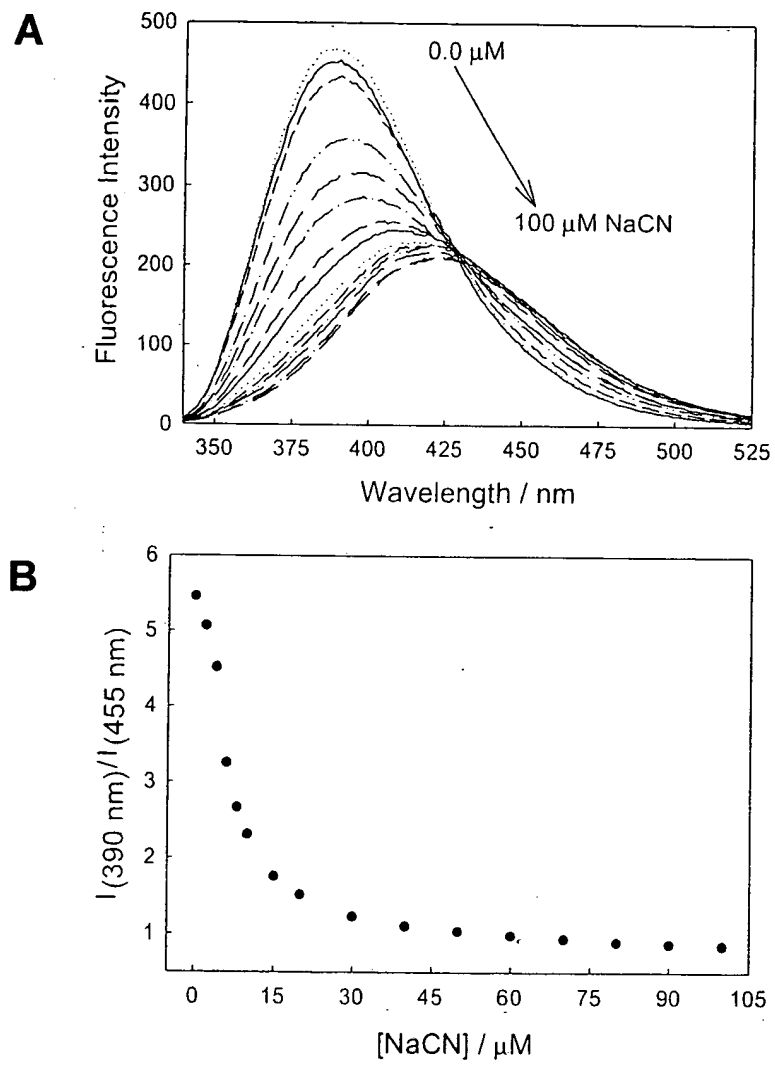 A
500
400
300
200
100
0
Fluorescence Intensity
0.0 μM
100 μM NaCN
350 375 400 425 450 475 500 525
Wavelength / nm
B
6
5
4
3
2
1
I(390 nm)/I(455 nm)
0 15 30 45 60 75 90 105
[NaCN] / μM